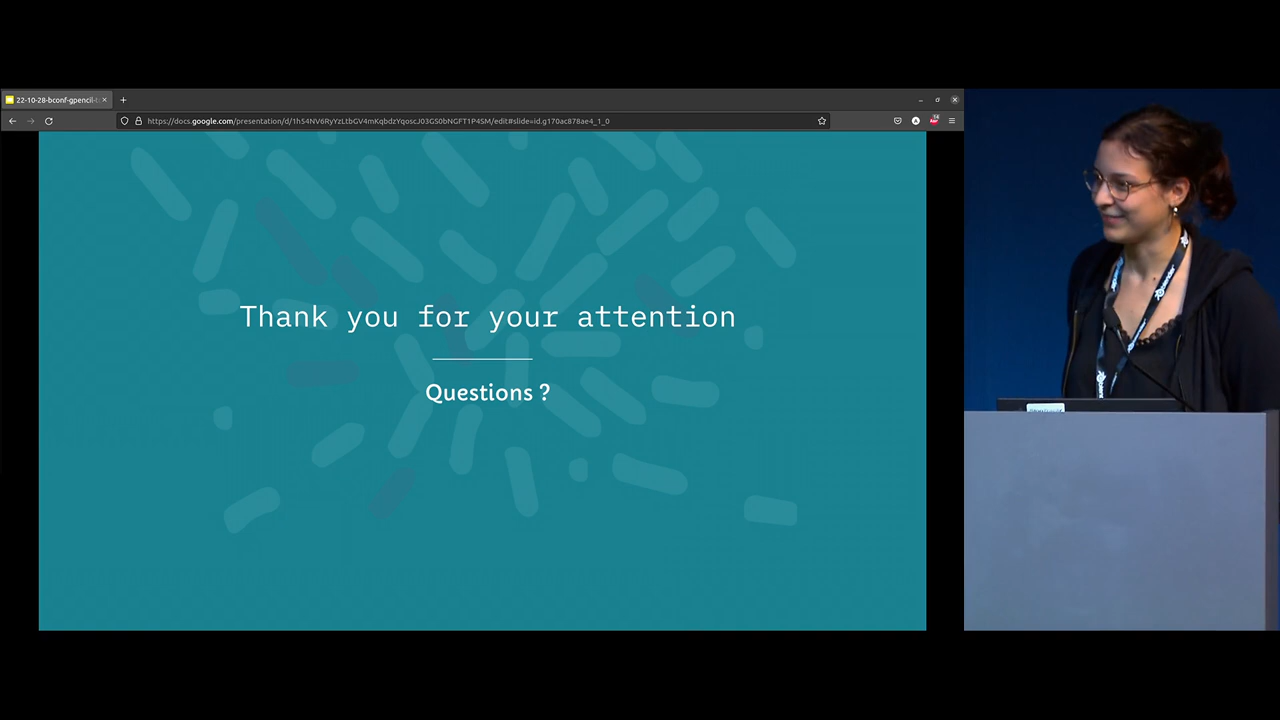 22-10-28-bconf-gpencil-t
https://docs.google.com/presentation/d/1h54NV6RyYzLtbGV4mKqbdzYqoscJ03GS0bNGFT1P4SM/edit#slide=id.g170ac878ae4_1_0
Thank you for your attention
Questions ?
blender